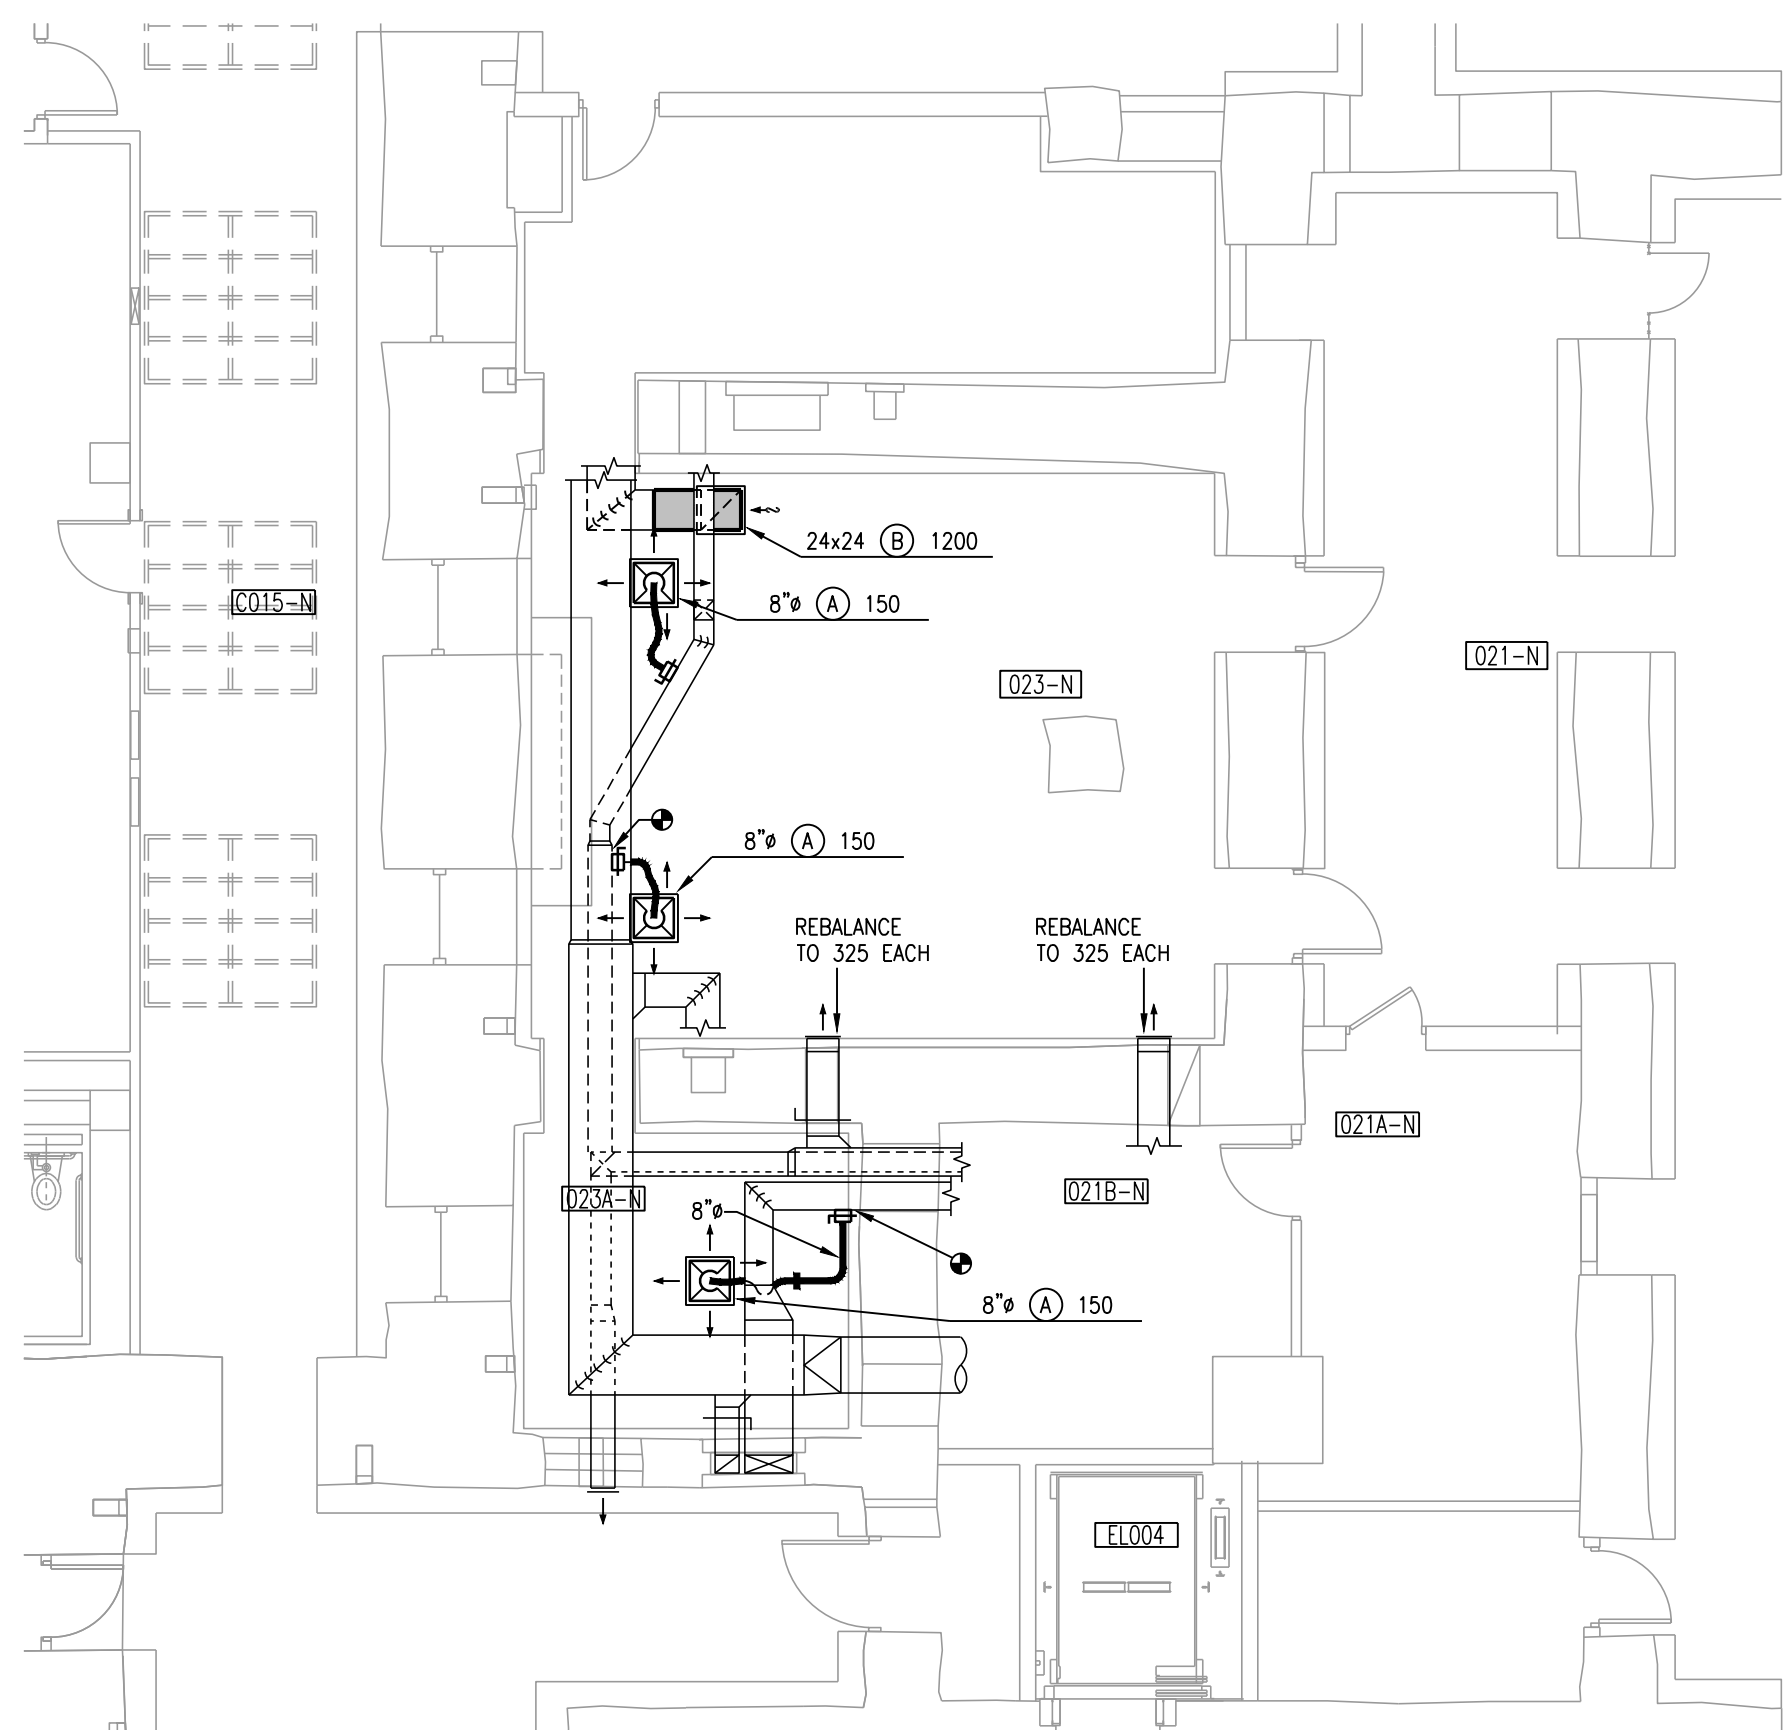 24x24 B 1200
8"ø A 150
C015-N
021-N
023-N
8"ø A 150
REBALANCE
TO 325 EACH
REBALANCE
TO 325 EACH
021A-N
023A-N
021B-N
8"ø
8"ø A 150
EL004